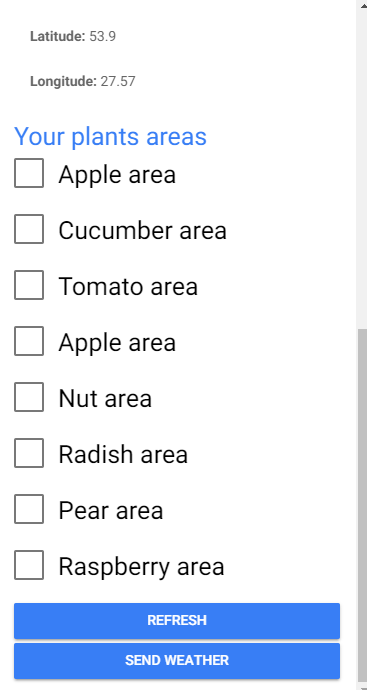 Latitude: 53.9
Longitude: 27.57
Your plants areas
Apple area
Cucumber area
Tomato area
Apple area
Nut area
Radish area
Pear area
Raspberry area
REFRESH
SEND WEATHER